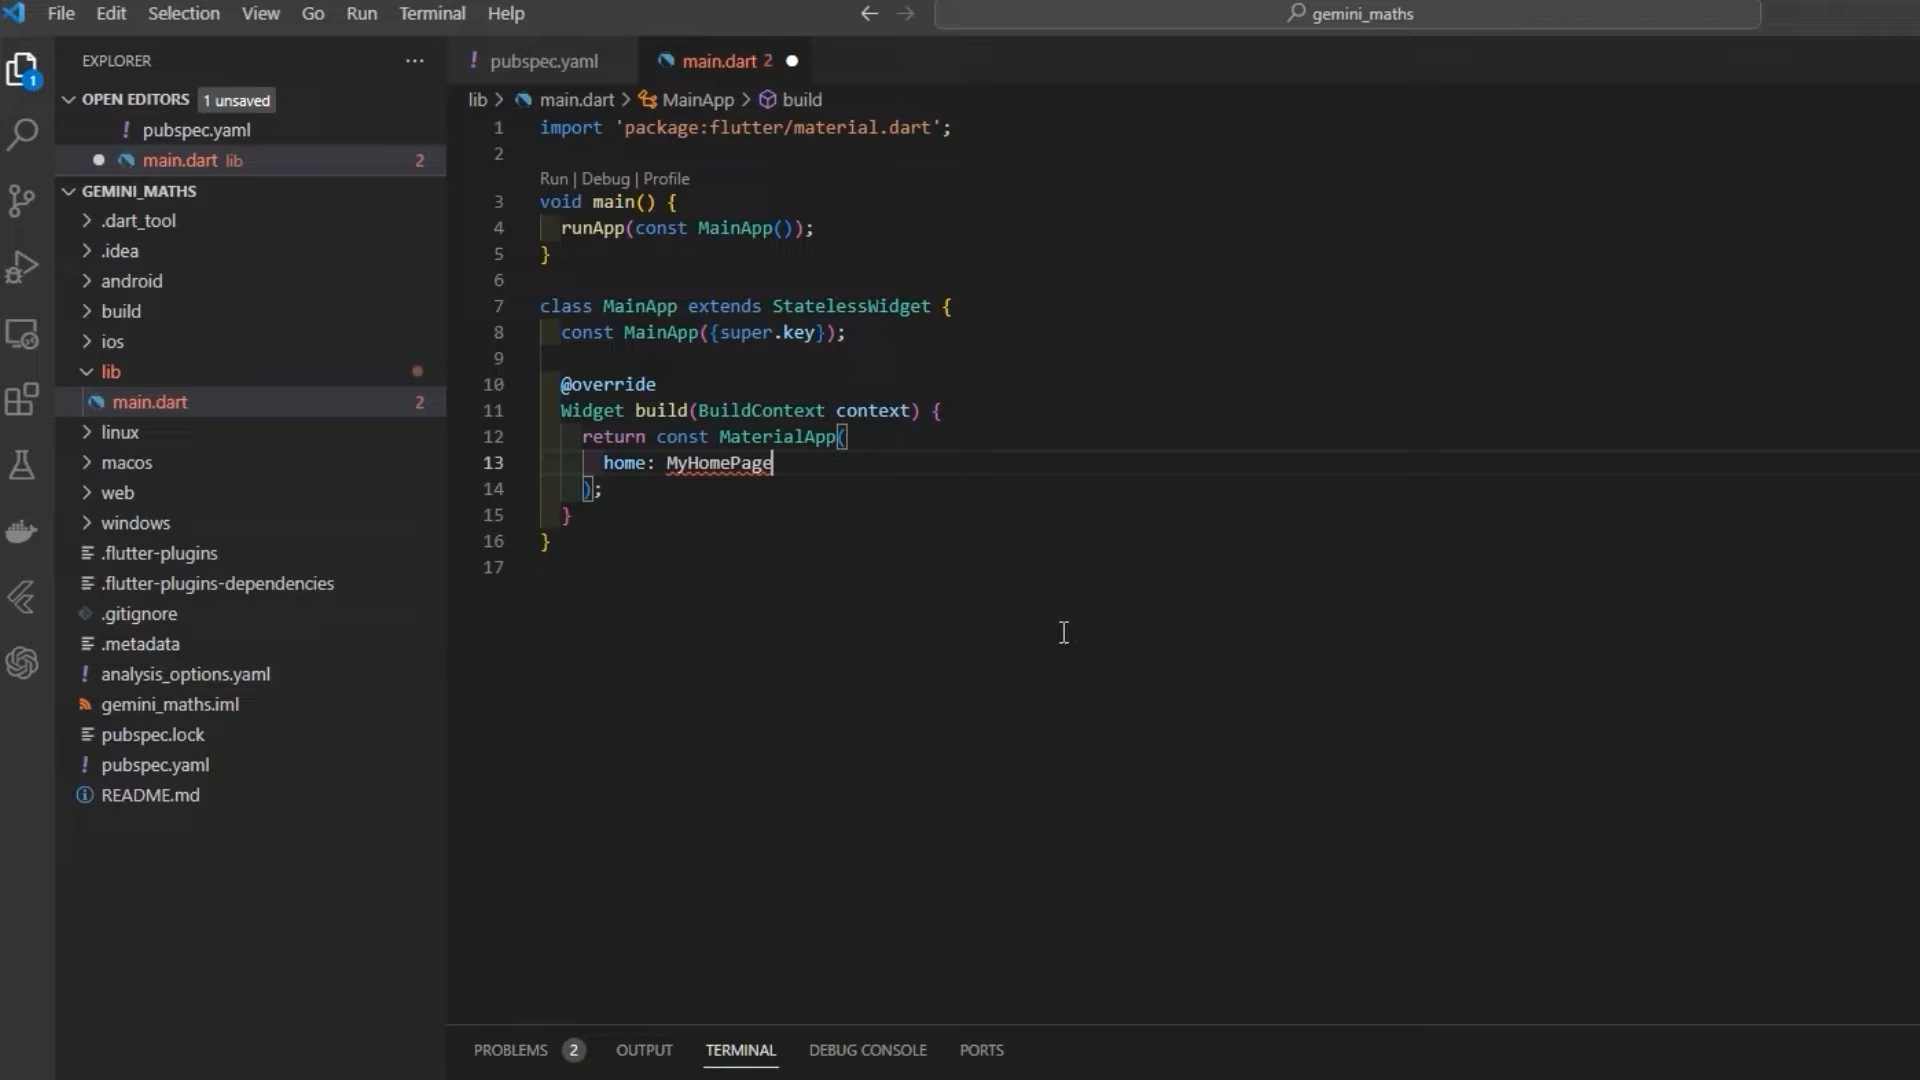 File Edit Selection View Go Run Terminal Help
gemini_maths
EXPLORER
1
OPEN EDITORS 1 unsaved
! pubspec.yaml
main.dart lib 2
GEMINI_MATHS
.dart_tool
.idea
android
build
ios
lib
main.dart 2
linux
macos
web
windows
.flutter-plugins
.flutter-plugins-dependencies
.gitignore
.metadata
! analysis_options.yaml
gemini_maths.iml
pubspec.lock
! pubspec.yaml
README.md
! pubspec.yaml
main.dart 2
lib > main.dart > MainApp > build
1 import 'package:flutter/material.dart';
2
Run | Debug | Profile
3 void main() {
4 runApp(const MainApp());
5 }
6
7 class MainApp extends StatelessWidget {
8 const MainApp({super.key});
9
10 @override
11 Widget build(BuildContext context) {
12 return const MaterialApp(
13 home: MyHomePage
14 );
15 }
16 }
17
PROBLEMS 2 OUTPUT TERMINAL DEBUG CONSOLE PORTS